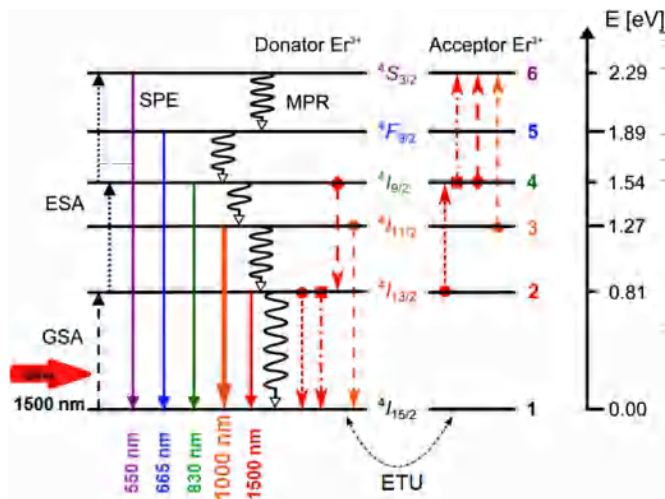 Donator Er³⁺ Acceptor Er³⁺ E [eV]
⁴S₃/₂ 6 2.29
SPE MPR
⁴F₉/₂ 5 1.89
⁴I₉/₂ 4 1.54
ESA
⁴I₁₁/₂ 3 1.27
⁴I₁₃/₂ 2 0.81
GSA
1500 nm ⁴I₁₅/₂ 1 0.00
550 nm 665 nm 830 nm 1000 nm 1500 nm
ETU